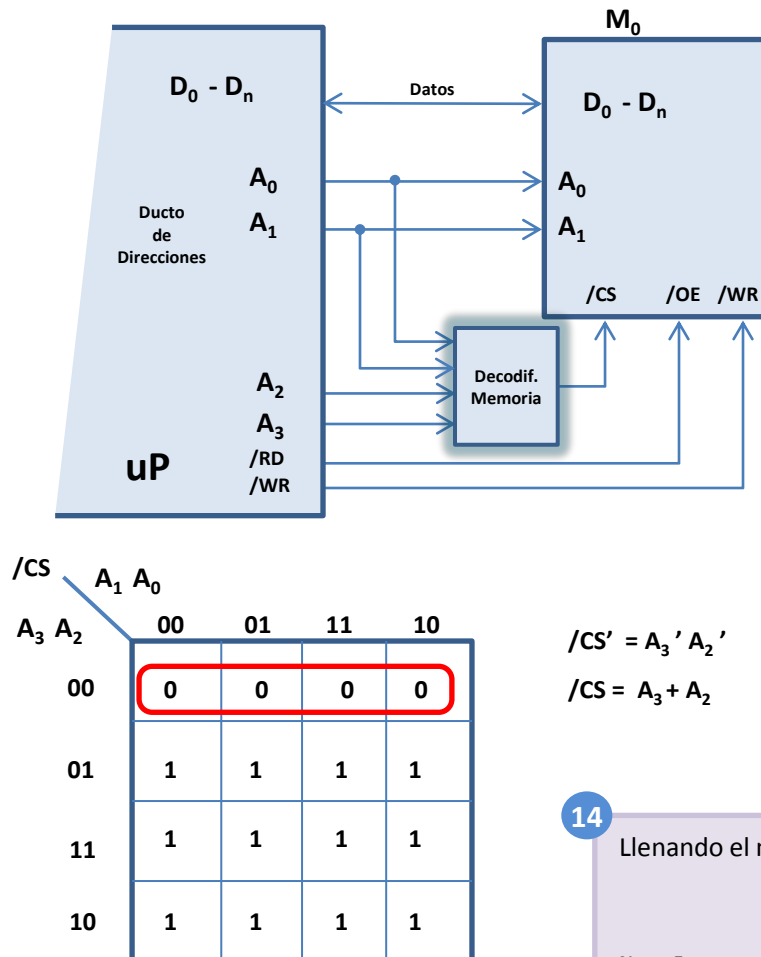 M₀
D₀ - Dₙ
Datos
D₀ - Dₙ
A₀
A₀
Ducto
de
Direcciones
A₁
A₁
/CS /OE /WR
Decodif.
Memoria
A₂
A₃
uP
/RD
/WR
/CS
A₁ A₀
A₃ A₂
00 01 11 10
/CS’ = A₃’ A₂’
00 0 0 0 0
/CS = A₃ + A₂
01 1 1 1 1
14
Llenando el
11 1 1 1 1
10 1 1 1 1